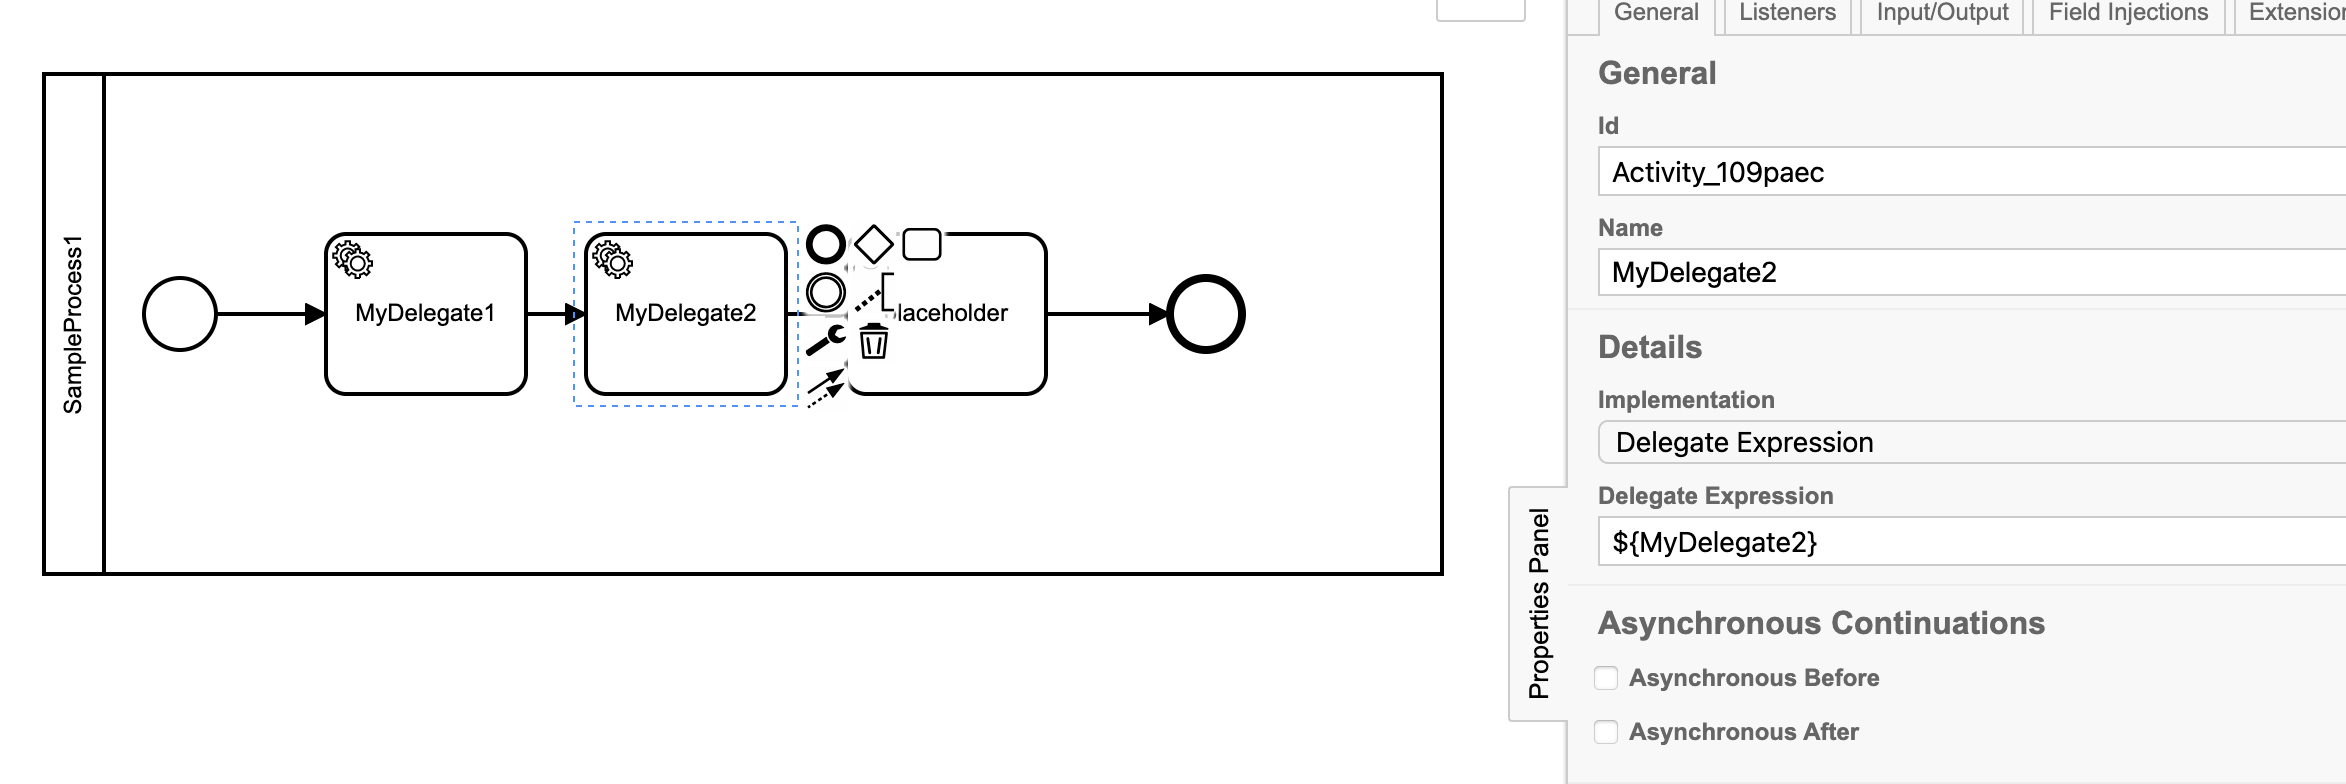 SampleProcess1
MyDelegate1
MyDelegate2
laceholder
Properties Panel
General
Listeners
Input/Output
Field Injections
Extension
General
Id
Activity_109paec
Name
MyDelegate2
Details
Implementation
Delegate Expression
Delegate Expression
${MyDelegate2}
Asynchronous Continuations
Asynchronous Before
Asynchronous After